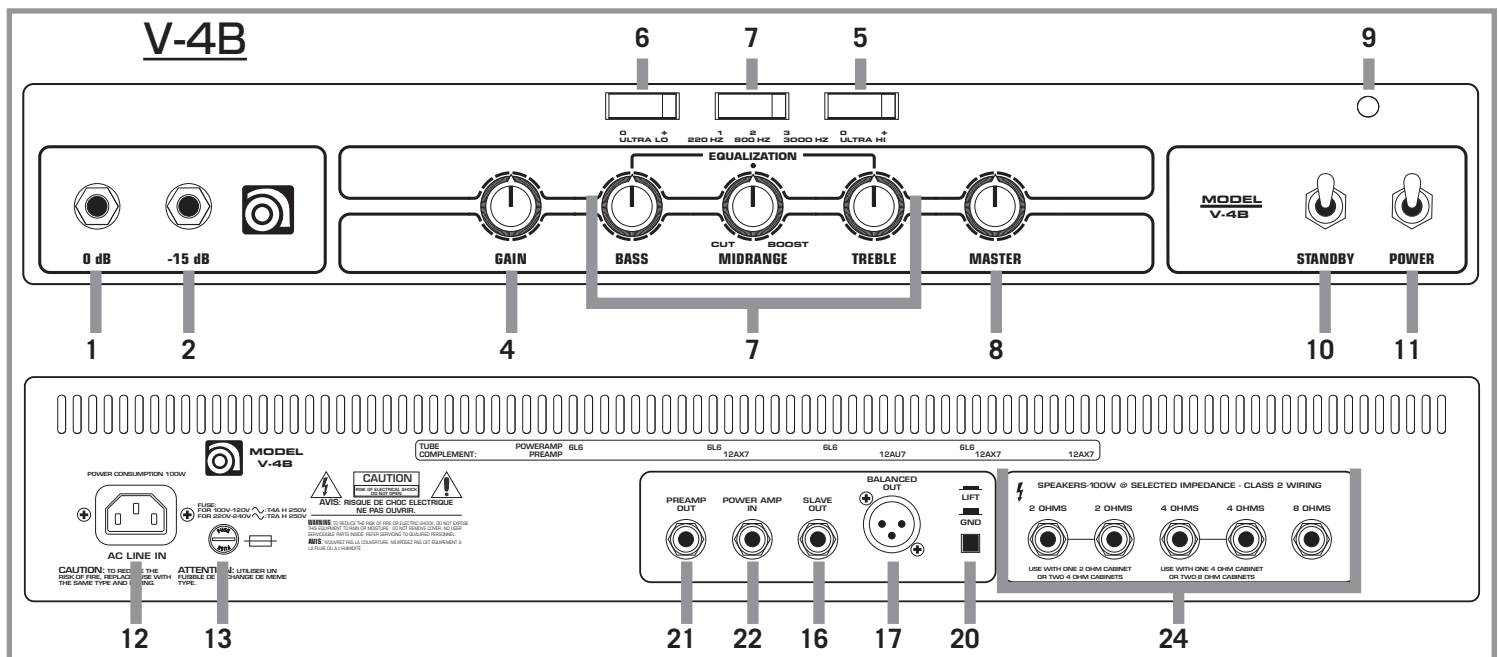 V-4B
6 7 5 9
0 + 1 2 3 0 +
ULTRA LO 220 HZ 800 HZ 3000 HZ ULTRA HI
EQUALIZATION
MODEL
V-4B
CUT BOOST
0 dB -15 dB GAIN BASS MIDRANGE TREBLE MASTER STANDBY POWER
1 2 4 7 8 10 11
TUBE POWERAMP 6L6 6L6 6L6 6L6
COMPLEMENT: PREAMP 12AX7 12AU7 12AX7 12AX7
MODEL
V-4B
POWER CONSUMPTION 100W
FUSE:
FOR 100V-120V :T4A H 250V
FOR 220V-240V :T2A H 250V
FUSE
FUSE
AC LINE IN
CAUTION: TO REDUCE THE
RISK OF FIRE, REPLACE FUSE WITH
THE SAME TYPE AND RATING.
ATTENTION: UTILISER UN
FUSIBLE DE RECHANGE DE MEME
TYPE.
CAUTION
RISK OF ELECTRICAL SHOCK
DO NOT OPEN
AVIS: RISQUE DE CHOC ELECTRIQUE
NE PAS OUVRIR.
WARNING: TO REDUCE THE RISK OF FIRE OR ELECTRIC SHOCK, DO NOT EXPOSE
THIS EQUIPMENT TO RAIN OR MOISTURE. DO NOT REMOVE COVER. NO USER
SERVICEABLE PARTS INSIDE. REFER SERVICING TO QUALIFIED PERSONNEL.
AVIS: N'OUVREZ PAS LA COUVERTURE. N'EXPOSEZ PAS CET ÉQUIPEMENT À
LA PLUIE OU À L'HUMIDITÉ.
PREAMP
OUT
POWER AMP
IN
SLAVE
OUT
BALANCED
OUT
LIFT
GND
SPEAKERS-100W @ SELECTED IMPEDANCE - CLASS 2 WIRING
2 OHMS 2 OHMS 4 OHMS 4 OHMS 8 OHMS
USE WITH ONE 2 OHM CABINET
OR TWO 4 OHM CABINETS
USE WITH ONE 4 OHM CABINET
OR TWO 8 OHM CABINETS
12 13 21 22 16 17 20 24